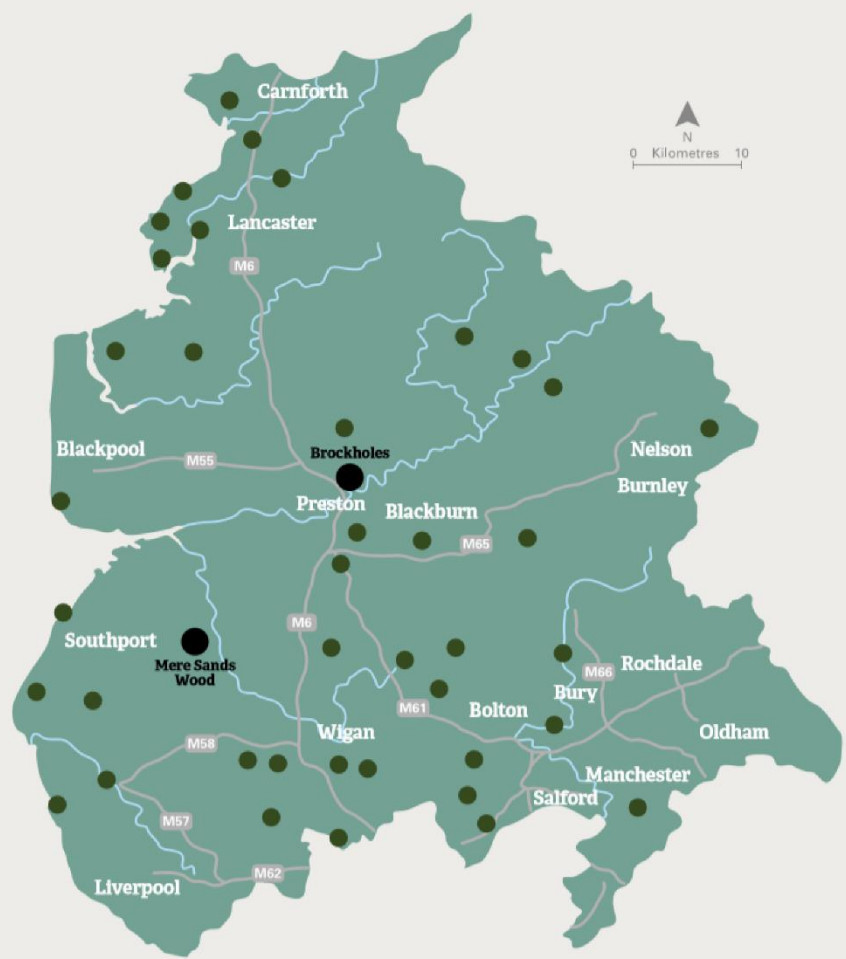 Carnforth
N
0 Kilometres 10
Lancaster
M6
Blackpool
M55
Brockholes
Preston
Nelson
Burnley
Blackburn
M65
M6
Southport
Mere Sands
Wood
M66
Rochdale
Bury
M61
Bolton
Wigan
Oldham
M58
Manchester
Salford
M57
M62
Liverpool